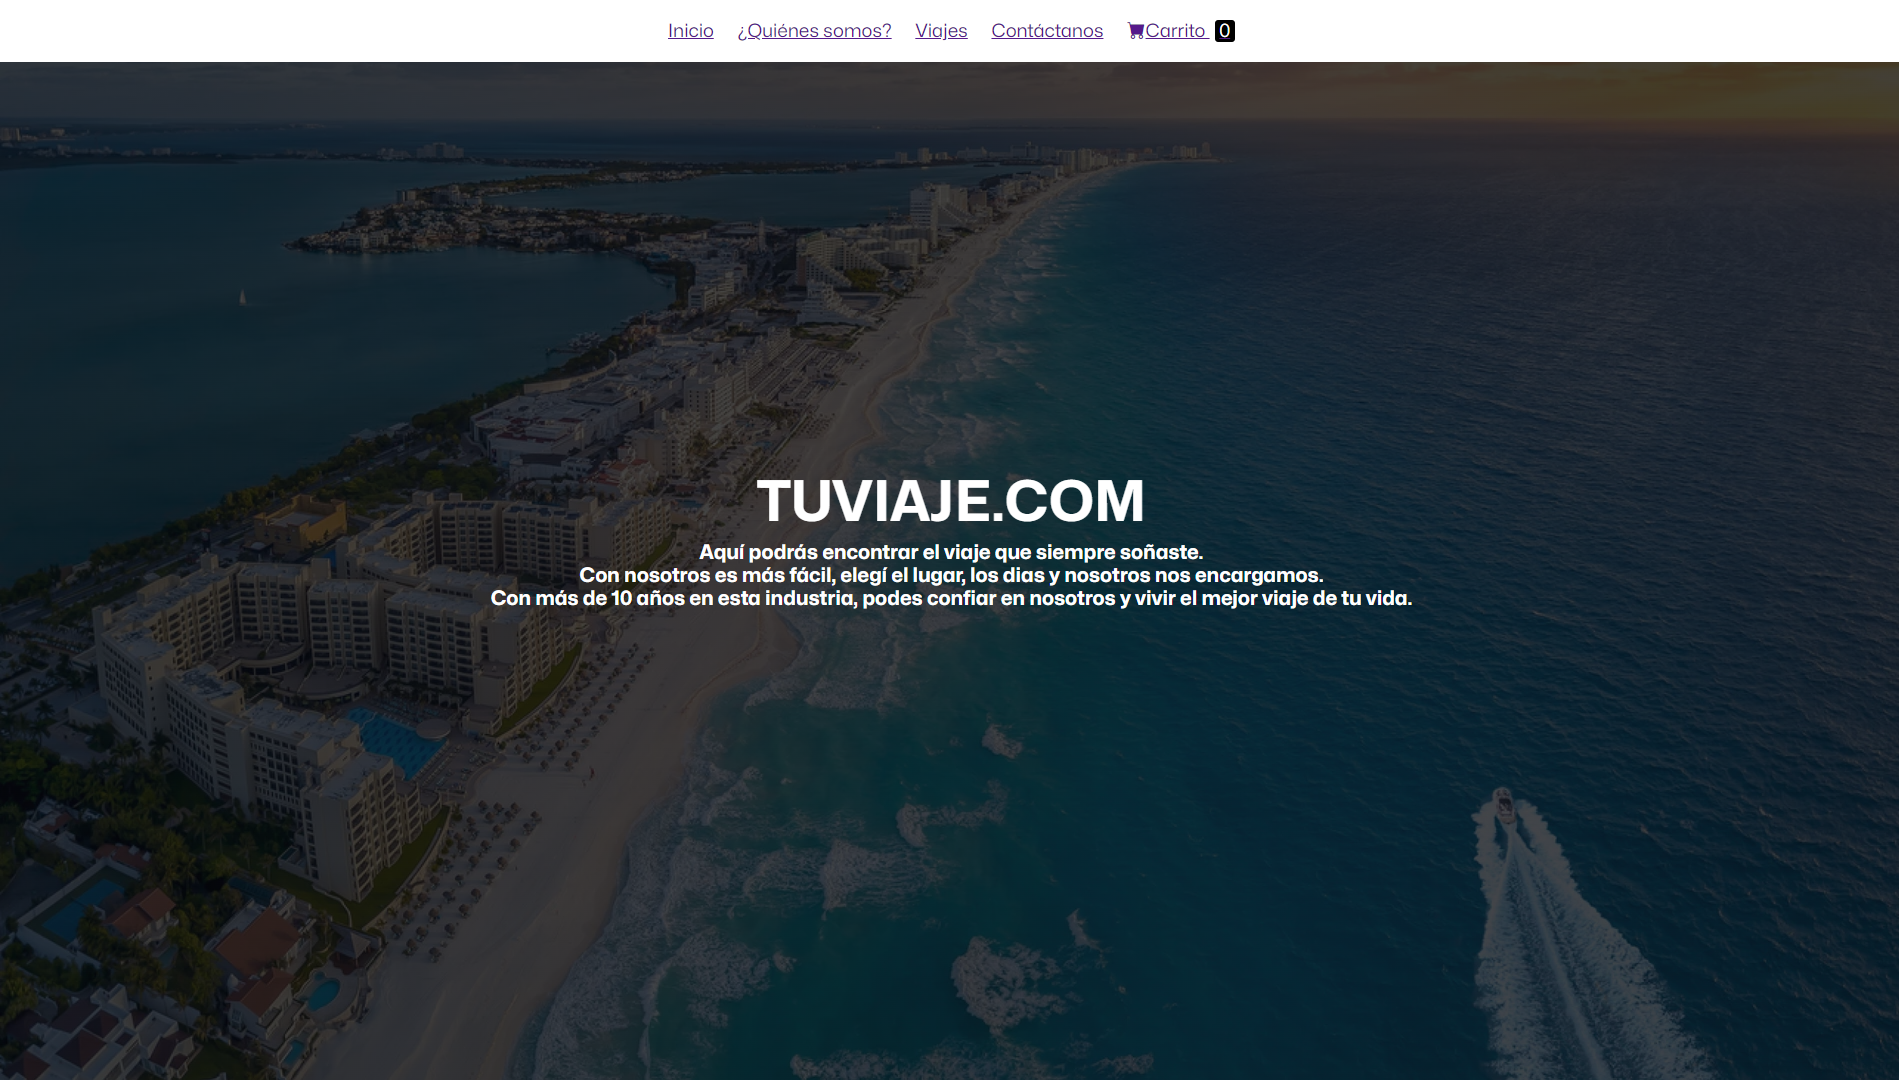 Inicio ¿Quiénes somos? Viajes Contáctanos Carrito 0
TUVIAJE.COM
Aquí podrás encontrar el viaje que siempre soñaste.
Con nosotros es más fácil, elegí el lugar, los dias y nosotros nos encargamos.
Con más de 10 años en esta industria, podes confiar en nosotros y vivir el mejor viaje de tu vida.